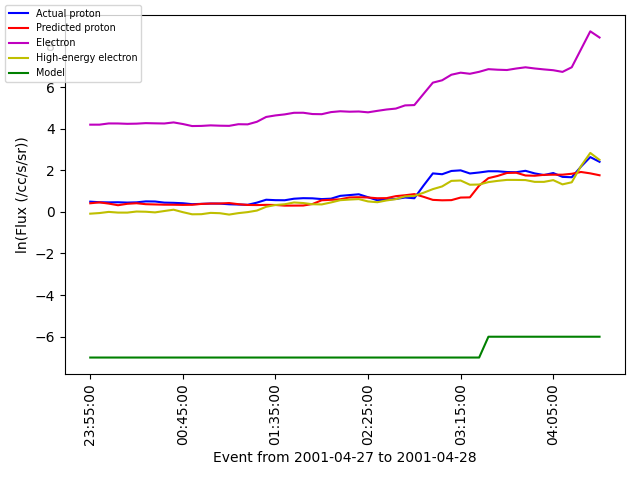 Actual proton
Predicted proton
Electron
High-energy electron
Model
8
6
4
2
0
−2
−4
−6
ln(Flux (/cc/s/sr))
23:55:00
00:45:00
01:35:00
02:25:00
03:15:00
04:05:00
Event from 2001-04-27 to 2001-04-28